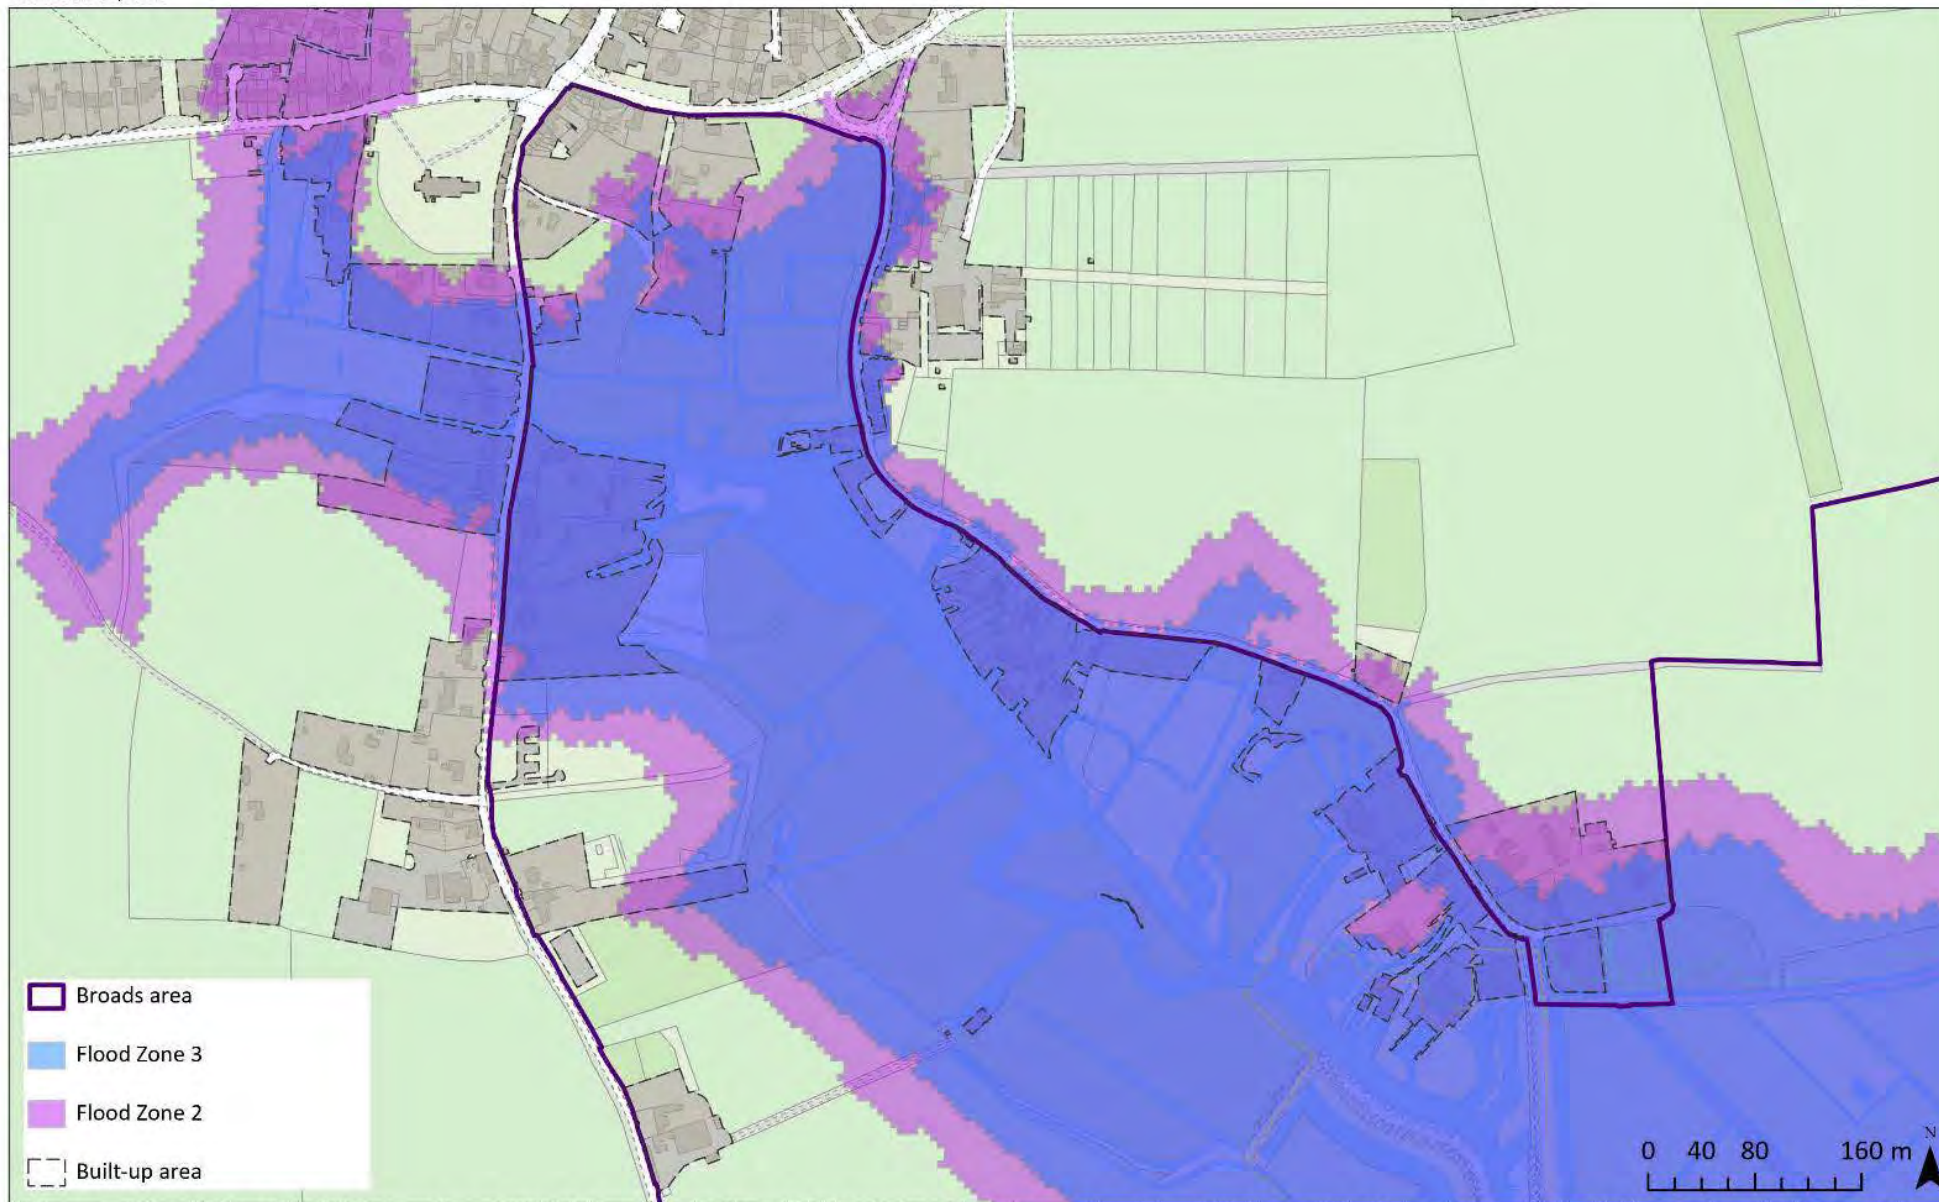 Broads area
Flood Zone 3
Flood Zone 2
Built-up area
0 40 80 160 m
N